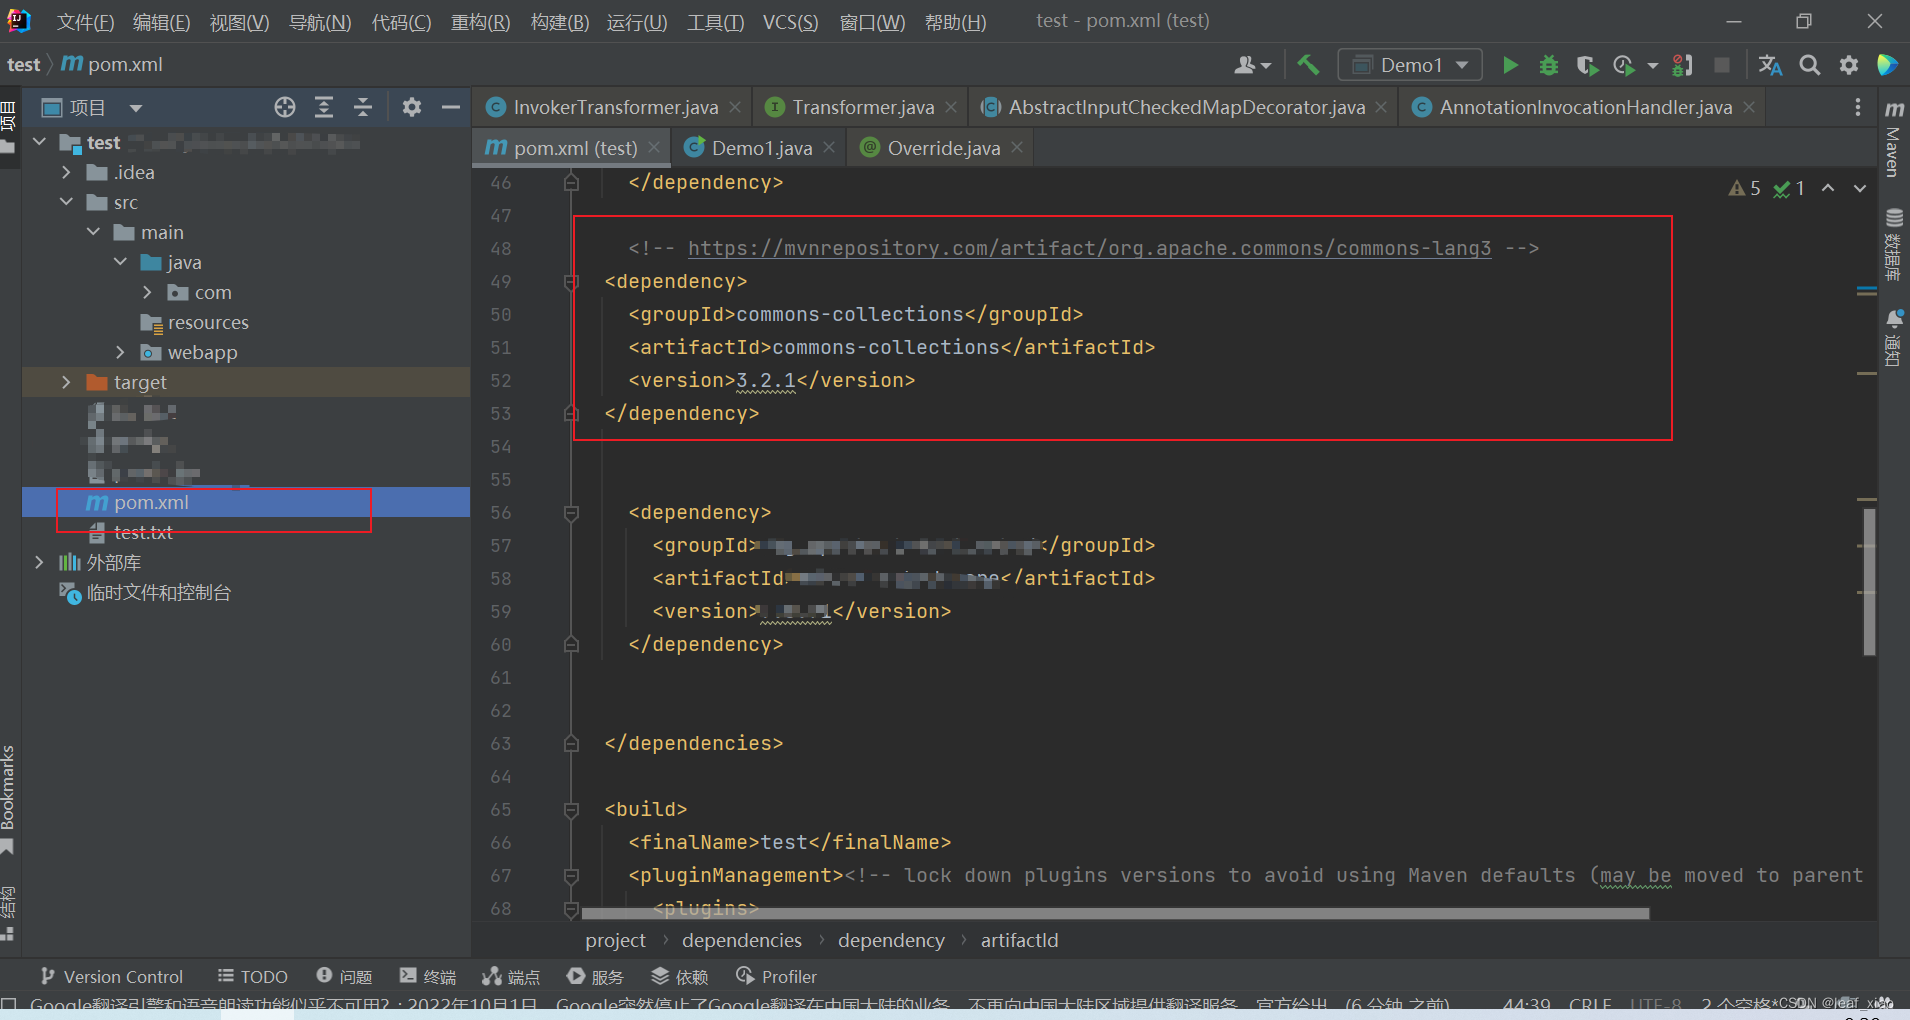 文件(F) 编辑(E) 视图(V) 导航(N) 代码(C) 重构(R) 构建(B) 运行(U) 工具(T) VCS(S) 窗口(W) 帮助(H) test - pom.xml (test)
test pom.xml Demo1
项目 项目
InvokerTransformer.java Transformer.java AbstractInputCheckedMapDecorator.java AnnotationInvocationHandler.java
pom.xml (test) Demo1.java Override.java
test
.idea
src
main
java
com
resources
webapp
target
pom.xml
test.txt
外部库
临时文件和控制台
5 1
46 </dependency>
47
48 <!-- https://mvnrepository.com/artifact/org.apache.commons/commons-lang3 -->
49 <dependency>
50 <groupId>commons-collections</groupId>
51 <artifactId>commons-collections</artifactId>
52 <version>3.2.1</version>
53 </dependency>
54
55
56 <dependency>
57 <groupId> </groupId>
58 <artifactId </artifactId>
59 <version> </version>
60 </dependency>
61
62
63 </dependencies>
64
65 <build>
66 <finalName>test</finalName>
67 <pluginManagement><!-- lock down plugins versions to avoid using Maven defaults (may be moved to parent
68 <plugins>
m Maven
数据库
通知
Bookmarks
结构
project dependencies dependency artifactId
Version Control TODO 问题 终端 端点 服务 依赖 Profiler
Google翻译引擎和语音朗读功能似乎不可用? : 2022年10月1日，Google突然停止了Google翻译在中国大陆的业务，不再向中国大陆区域提供翻译服务。官方给出... (6 分钟 之前) 44:39 CRLF UTF-8 2 个空格*